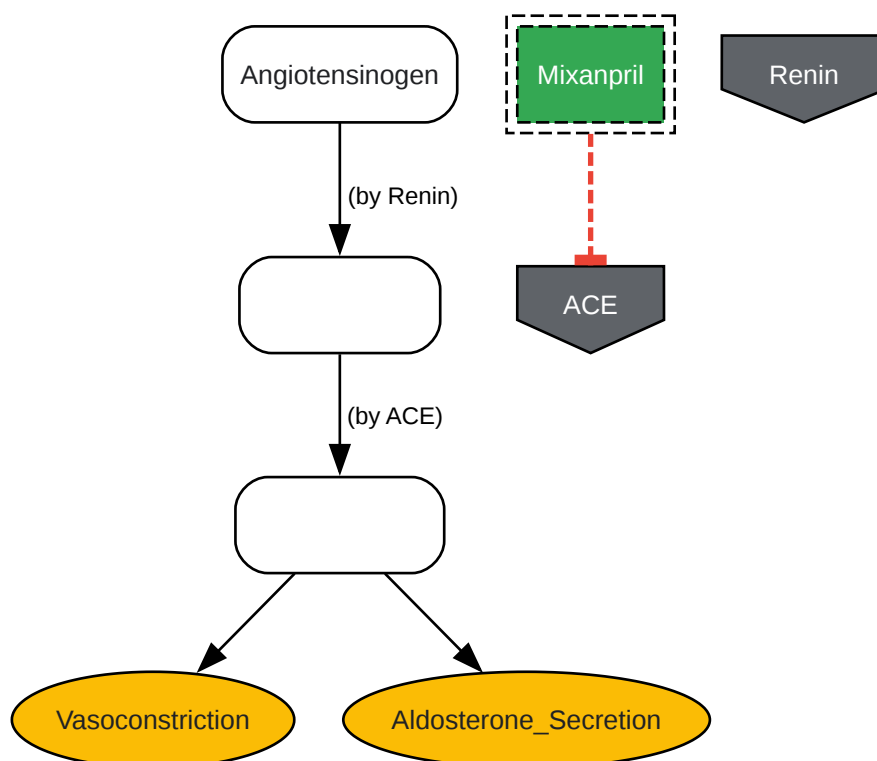 Angiotensinogen
Mixanpril
Renin
(by Renin)
ACE
(by ACE)
Vasoconstriction
Aldosterone_Secretion